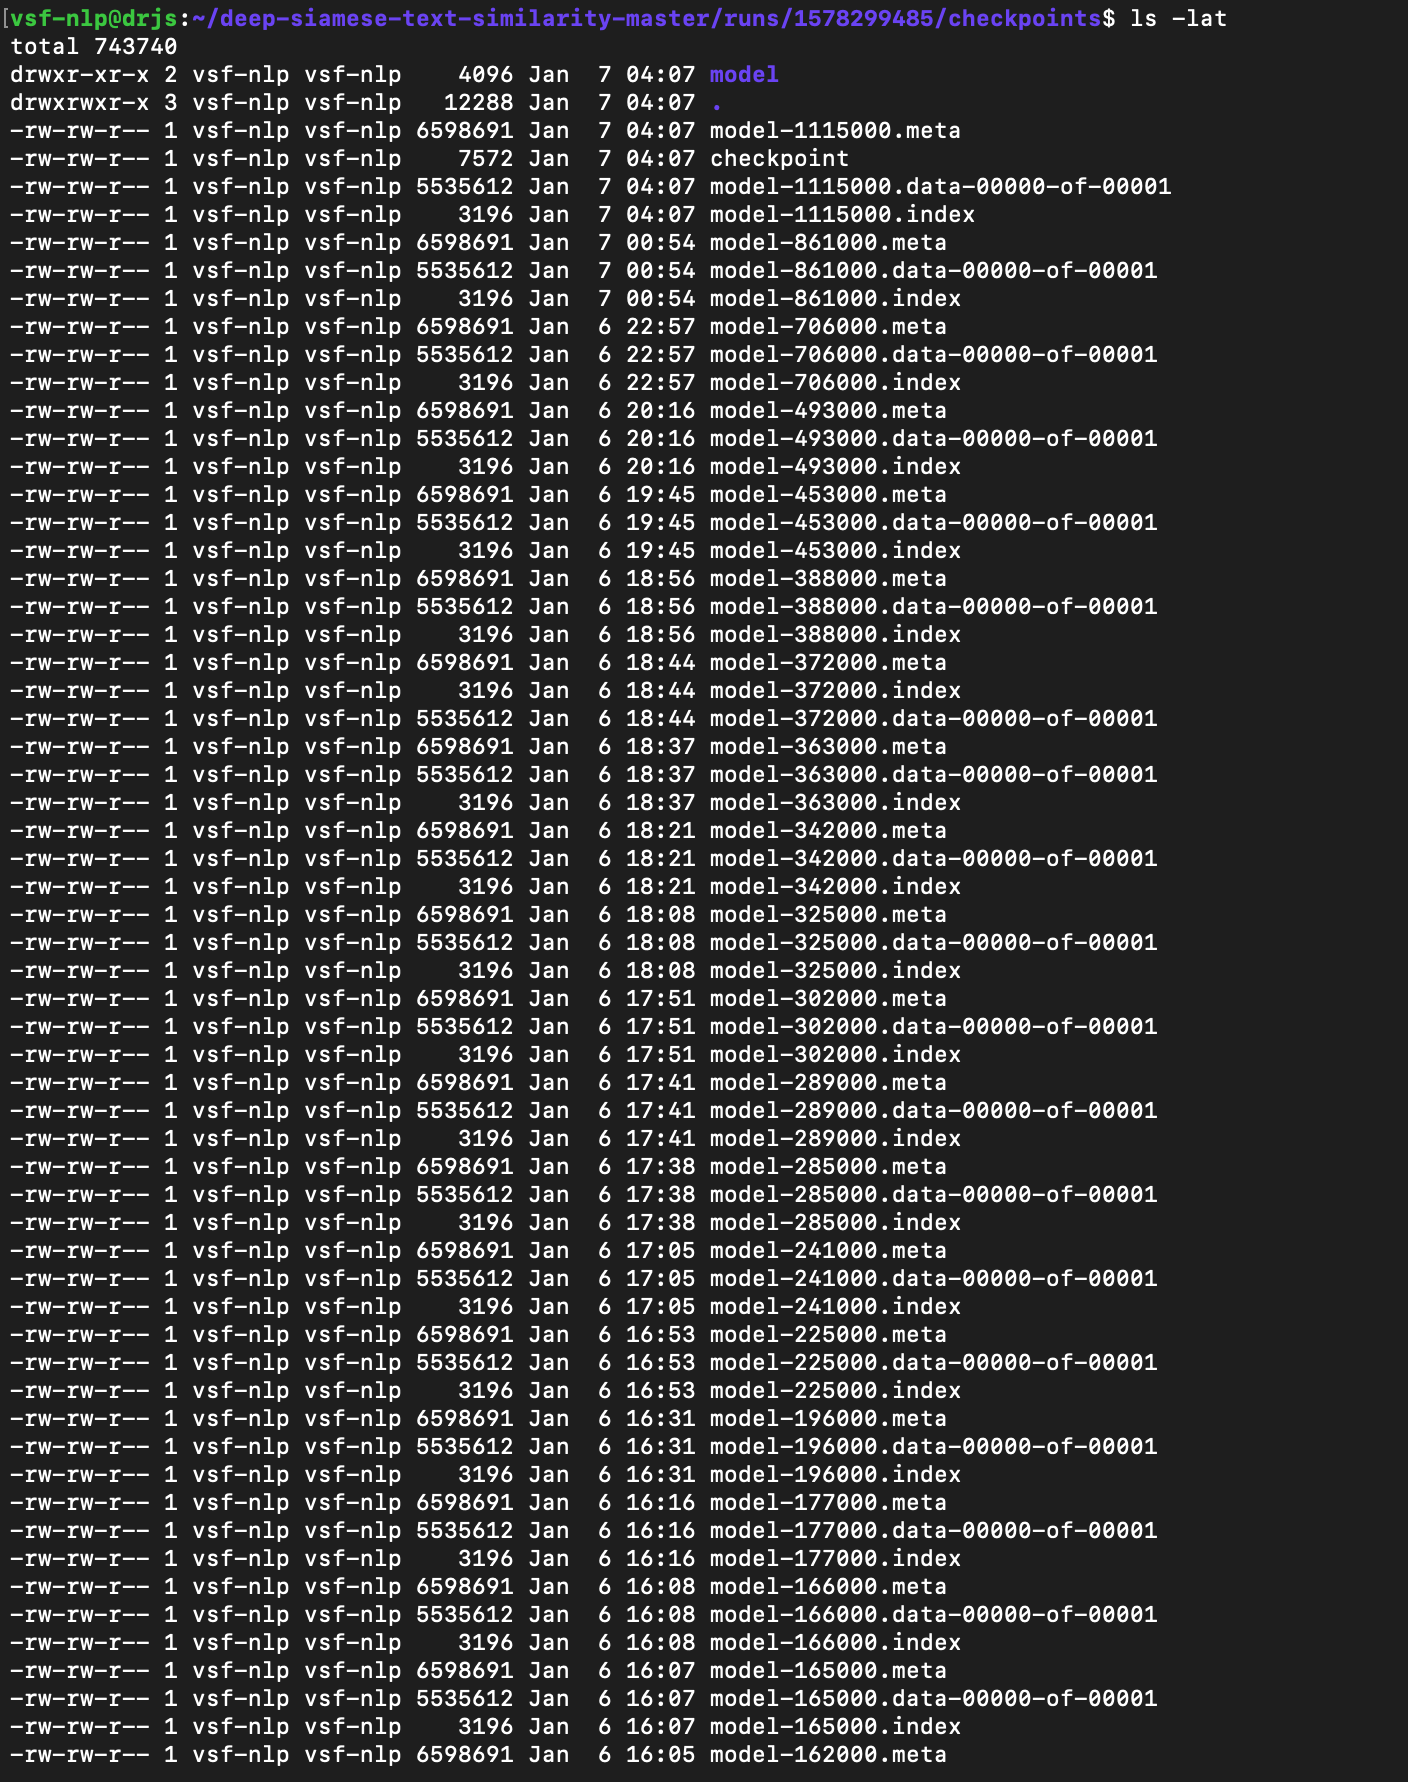 [vsf-nlp@drjs:~/deep-siamese-text-similarity-master/runs/1578299485/checkpoints$ ls -lat
total 743740
drwxr-xr-x 2 vsf-nlp vsf-nlp    4096 Jan  7 04:07 model
drwxrwxr-x 3 vsf-nlp vsf-nlp   12288 Jan  7 04:07 .
-rw-rw-r-- 1 vsf-nlp vsf-nlp 6598691 Jan  7 04:07 model-1115000.meta
-rw-rw-r-- 1 vsf-nlp vsf-nlp    7572 Jan  7 04:07 checkpoint
-rw-rw-r-- 1 vsf-nlp vsf-nlp 5535612 Jan  7 04:07 model-1115000.data-00000-of-00001
-rw-rw-r-- 1 vsf-nlp vsf-nlp    3196 Jan  7 04:07 model-1115000.index
-rw-rw-r-- 1 vsf-nlp vsf-nlp 6598691 Jan  7 00:54 model-861000.meta
-rw-rw-r-- 1 vsf-nlp vsf-nlp 5535612 Jan  7 00:54 model-861000.data-00000-of-00001
-rw-rw-r-- 1 vsf-nlp vsf-nlp    3196 Jan  7 00:54 model-861000.index
-rw-rw-r-- 1 vsf-nlp vsf-nlp 6598691 Jan  6 22:57 model-706000.meta
-rw-rw-r-- 1 vsf-nlp vsf-nlp 5535612 Jan  6 22:57 model-706000.data-00000-of-00001
-rw-rw-r-- 1 vsf-nlp vsf-nlp    3196 Jan  6 22:57 model-706000.index
-rw-rw-r-- 1 vsf-nlp vsf-nlp 6598691 Jan  6 20:16 model-493000.meta
-rw-rw-r-- 1 vsf-nlp vsf-nlp 5535612 Jan  6 20:16 model-493000.data-00000-of-00001
-rw-rw-r-- 1 vsf-nlp vsf-nlp    3196 Jan  6 20:16 model-493000.index
-rw-rw-r-- 1 vsf-nlp vsf-nlp 6598691 Jan  6 19:45 model-453000.meta
-rw-rw-r-- 1 vsf-nlp vsf-nlp 5535612 Jan  6 19:45 model-453000.data-00000-of-00001
-rw-rw-r-- 1 vsf-nlp vsf-nlp    3196 Jan  6 19:45 model-453000.index
-rw-rw-r-- 1 vsf-nlp vsf-nlp 6598691 Jan  6 18:56 model-388000.meta
-rw-rw-r-- 1 vsf-nlp vsf-nlp 5535612 Jan  6 18:56 model-388000.data-00000-of-00001
-rw-rw-r-- 1 vsf-nlp vsf-nlp    3196 Jan  6 18:56 model-388000.index
-rw-rw-r-- 1 vsf-nlp vsf-nlp 6598691 Jan  6 18:44 model-372000.meta
-rw-rw-r-- 1 vsf-nlp vsf-nlp    3196 Jan  6 18:44 model-372000.index
-rw-rw-r-- 1 vsf-nlp vsf-nlp 5535612 Jan  6 18:44 model-372000.data-00000-of-00001
-rw-rw-r-- 1 vsf-nlp vsf-nlp 6598691 Jan  6 18:37 model-363000.meta
-rw-rw-r-- 1 vsf-nlp vsf-nlp 5535612 Jan  6 18:37 model-363000.data-00000-of-00001
-rw-rw-r-- 1 vsf-nlp vsf-nlp    3196 Jan  6 18:37 model-363000.index
-rw-rw-r-- 1 vsf-nlp vsf-nlp 6598691 Jan  6 18:21 model-342000.meta
-rw-rw-r-- 1 vsf-nlp vsf-nlp 5535612 Jan  6 18:21 model-342000.data-00000-of-00001
-rw-rw-r-- 1 vsf-nlp vsf-nlp    3196 Jan  6 18:21 model-342000.index
-rw-rw-r-- 1 vsf-nlp vsf-nlp 6598691 Jan  6 18:08 model-325000.meta
-rw-rw-r-- 1 vsf-nlp vsf-nlp 5535612 Jan  6 18:08 model-325000.data-00000-of-00001
-rw-rw-r-- 1 vsf-nlp vsf-nlp    3196 Jan  6 18:08 model-325000.index
-rw-rw-r-- 1 vsf-nlp vsf-nlp 6598691 Jan  6 17:51 model-302000.meta
-rw-rw-r-- 1 vsf-nlp vsf-nlp 5535612 Jan  6 17:51 model-302000.data-00000-of-00001
-rw-rw-r-- 1 vsf-nlp vsf-nlp    3196 Jan  6 17:51 model-302000.index
-rw-rw-r-- 1 vsf-nlp vsf-nlp 6598691 Jan  6 17:41 model-289000.meta
-rw-rw-r-- 1 vsf-nlp vsf-nlp 5535612 Jan  6 17:41 model-289000.data-00000-of-00001
-rw-rw-r-- 1 vsf-nlp vsf-nlp    3196 Jan  6 17:41 model-289000.index
-rw-rw-r-- 1 vsf-nlp vsf-nlp 6598691 Jan  6 17:38 model-285000.meta
-rw-rw-r-- 1 vsf-nlp vsf-nlp 5535612 Jan  6 17:38 model-285000.data-00000-of-00001
-rw-rw-r-- 1 vsf-nlp vsf-nlp    3196 Jan  6 17:38 model-285000.index
-rw-rw-r-- 1 vsf-nlp vsf-nlp 6598691 Jan  6 17:05 model-241000.meta
-rw-rw-r-- 1 vsf-nlp vsf-nlp 5535612 Jan  6 17:05 model-241000.data-00000-of-00001
-rw-rw-r-- 1 vsf-nlp vsf-nlp    3196 Jan  6 17:05 model-241000.index
-rw-rw-r-- 1 vsf-nlp vsf-nlp 6598691 Jan  6 16:53 model-225000.meta
-rw-rw-r-- 1 vsf-nlp vsf-nlp 5535612 Jan  6 16:53 model-225000.data-00000-of-00001
-rw-rw-r-- 1 vsf-nlp vsf-nlp    3196 Jan  6 16:53 model-225000.index
-rw-rw-r-- 1 vsf-nlp vsf-nlp 6598691 Jan  6 16:31 model-196000.meta
-rw-rw-r-- 1 vsf-nlp vsf-nlp 5535612 Jan  6 16:31 model-196000.data-00000-of-00001
-rw-rw-r-- 1 vsf-nlp vsf-nlp    3196 Jan  6 16:31 model-196000.index
-rw-rw-r-- 1 vsf-nlp vsf-nlp 6598691 Jan  6 16:16 model-177000.meta
-rw-rw-r-- 1 vsf-nlp vsf-nlp 5535612 Jan  6 16:16 model-177000.data-00000-of-00001
-rw-rw-r-- 1 vsf-nlp vsf-nlp    3196 Jan  6 16:16 model-177000.index
-rw-rw-r-- 1 vsf-nlp vsf-nlp 6598691 Jan  6 16:08 model-166000.meta
-rw-rw-r-- 1 vsf-nlp vsf-nlp 5535612 Jan  6 16:08 model-166000.data-00000-of-00001
-rw-rw-r-- 1 vsf-nlp vsf-nlp    3196 Jan  6 16:08 model-166000.index
-rw-rw-r-- 1 vsf-nlp vsf-nlp 6598691 Jan  6 16:07 model-165000.meta
-rw-rw-r-- 1 vsf-nlp vsf-nlp 5535612 Jan  6 16:07 model-165000.data-00000-of-00001
-rw-rw-r-- 1 vsf-nlp vsf-nlp    3196 Jan  6 16:07 model-165000.index
-rw-rw-r-- 1 vsf-nlp vsf-nlp 6598691 Jan  6 16:05 model-162000.meta